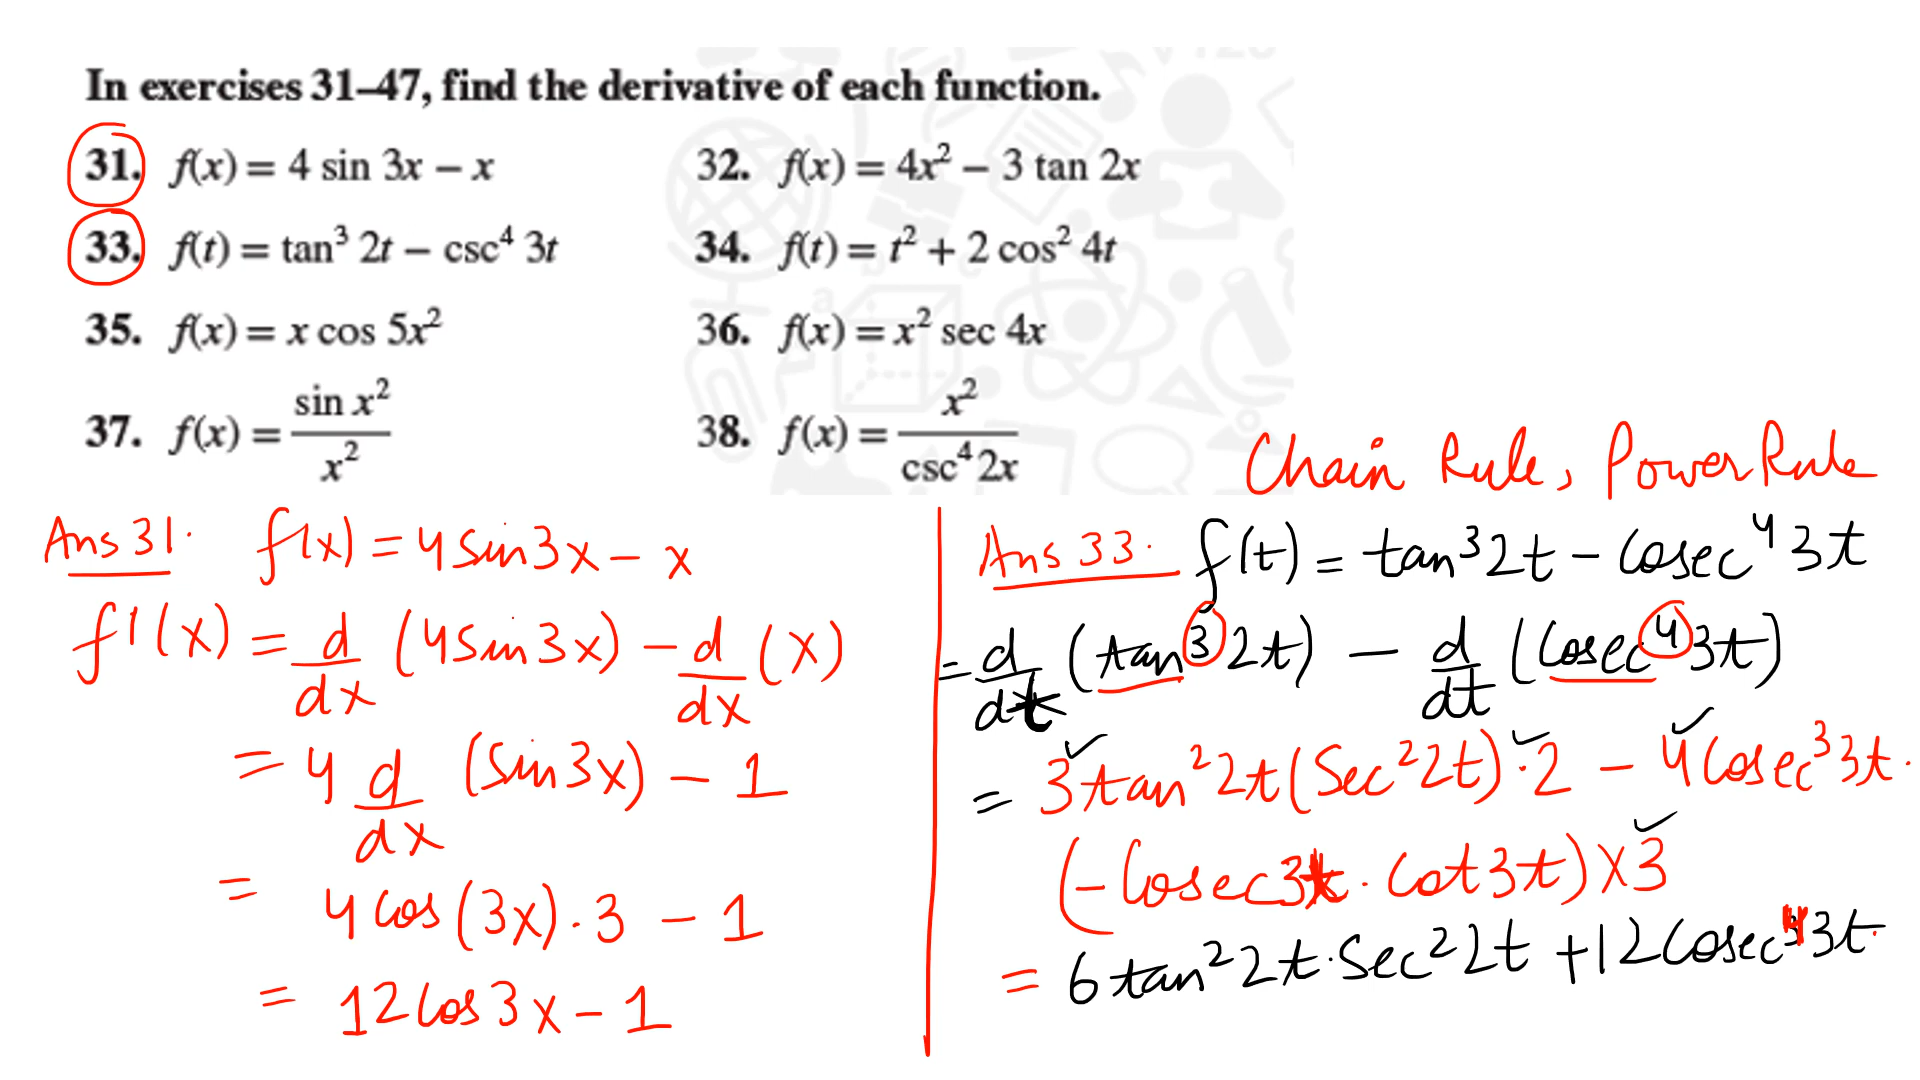 In exercises 31–47, find the derivative of each function.
31. f(x) = 4 sin 3x – x
32. f(x) = 4x² – 3 tan 2x
33. f(t) = tan³ 2t – csc⁴ 3t
34. f(t) = t² + 2 cos² 4t
35. f(x) = x cos 5x²
36. f(x) = x² sec 4x
37. f(x) = sin x² / x²
38. f(x) = x² / csc⁴ 2x
Chain Rule, Power Rule
Ans 31. f(x) = 4 sin 3x – x
f'(x) = d/dx (4 sin 3x) – d/dx (x)
= 4 d/dx (sin 3x) – 1
= 4 cos (3x) · 3 – 1
= 12 cos 3x – 1
Ans 33. f(t) = tan³ 2t – cosec⁴ 3t
= d/dt (tan³ 2t) – d/dt (cosec⁴ 3t)
= 3 tan² 2t (sec² 2t) · 2 – 4 cosec³ 3t ·
(– cosec 3t · cot 3t) × 3
= 6 tan² 2t · sec² 2t + 12 cosec⁴ 3t ·